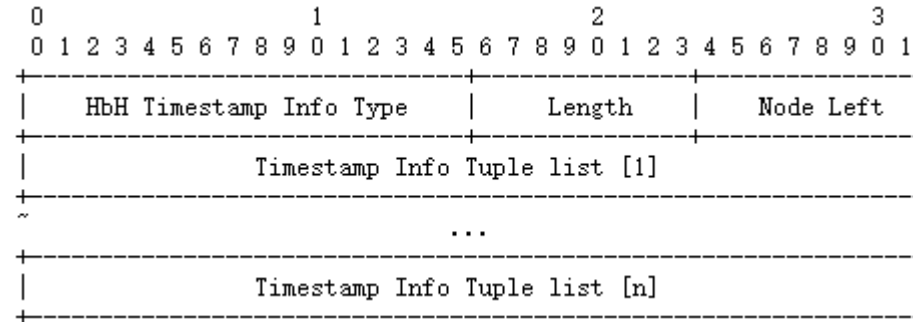 0 1 2 3
0 1 2 3 4 5 6 7 8 9 0 1 2 3 4 5 6 7 8 9 0 1 2 3 4 5 6 7 8 9 0 1
HbH Timestamp Info Type | Length | Node Left
Timestamp Info Tuple list [1]
~
...
Timestamp Info Tuple list [n]